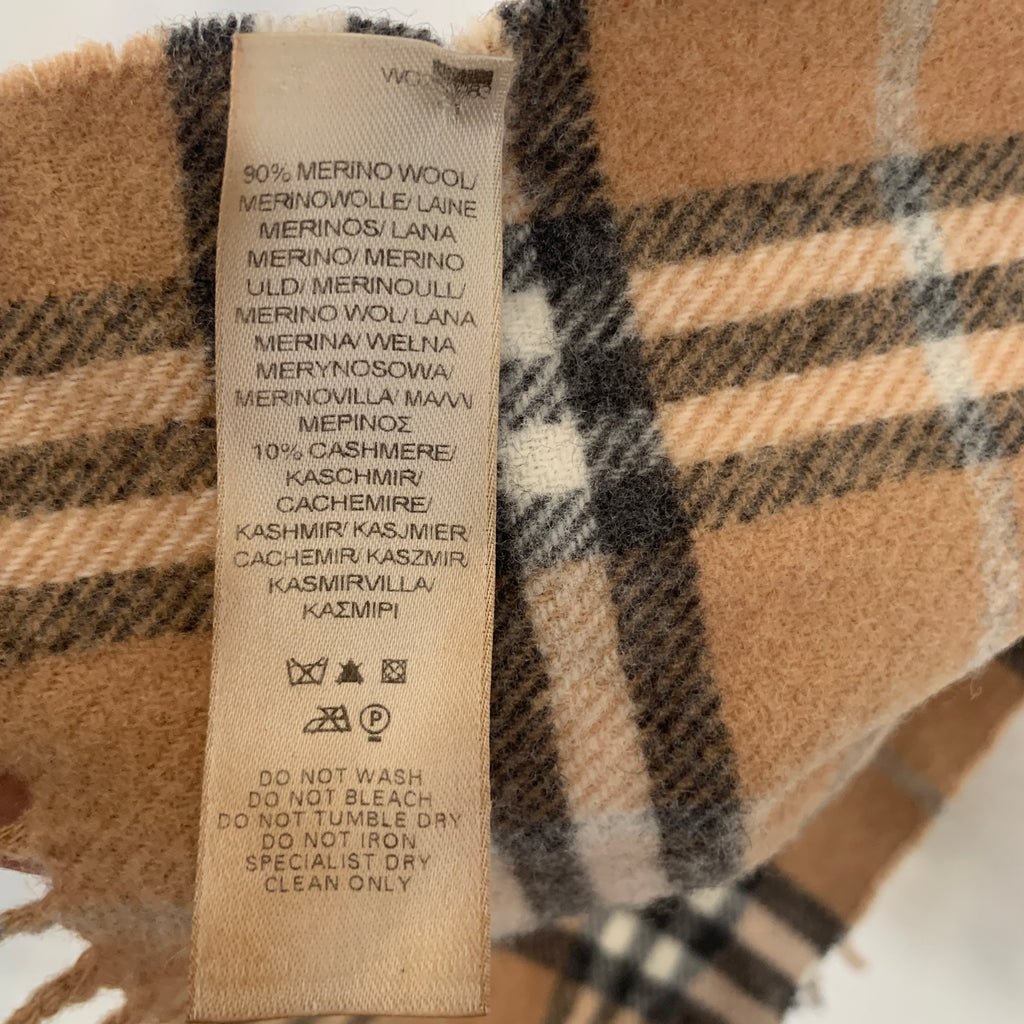 90% MERINO WOOL/
MERINOWOLLE/ LAINE
MERINOS/ LANA
MERINO/ MERINO
ULD/ MERINOULL/
MERINO WOL/ LANA
MERINA/ WEŁNA
MERYNOSOWA/
MERINOVILLA/ ΜΑΛΛΙ
ΜΕΡΙΝΟΣ
10% CASHMERE/
KASCHMIR/
CACHEMIRE/
KASHMIR/ KASJMIER
CACHEMIR/ KASZMIR
KASMIRVILLA/
ΚΑΣΜΙΡΙ
P
DO NOT WASH
DO NOT BLEACH
DO NOT TUMBLE DRY
DO NOT IRON
SPECIALIST DRY
CLEAN ONLY